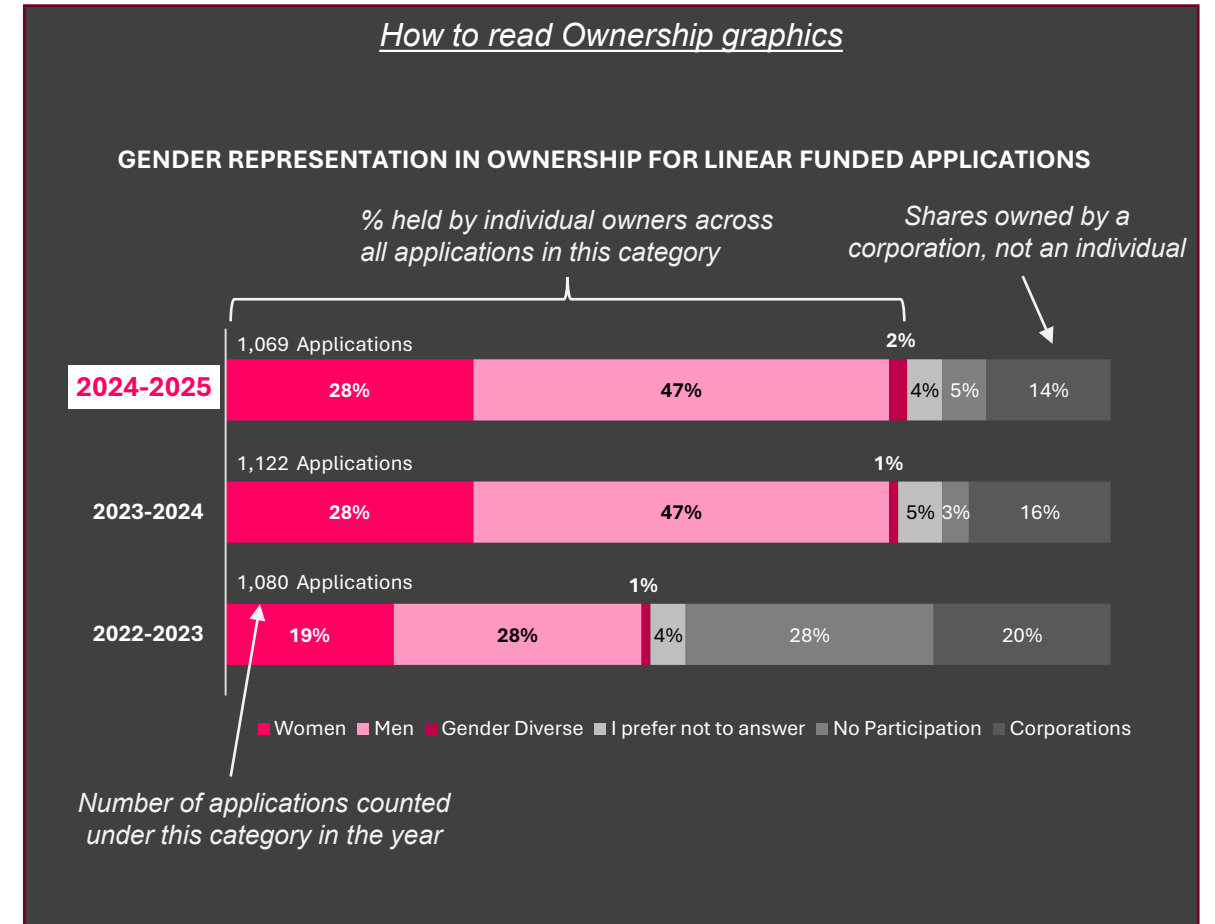 How to read Ownership graphics
GENDER REPRESENTATION IN OWNERSHIP FOR LINEAR FUNDED APPLICATIONS
% held by individual owners across
all applications in this category
Shares owned by a
corporation, not an individual
1,069 Applications
2%
2024-2025
28%
47%
4%
5%
14%
1,122 Applications
1%
2023-2024
28%
47%
5%
3%
16%
1,080 Applications
1%
2022-2023
19%
28%
4%
28%
20%
Women
Men
Gender Diverse
I prefer not to answer
No Participation
Corporations
Number of applications counted
under this category in the year